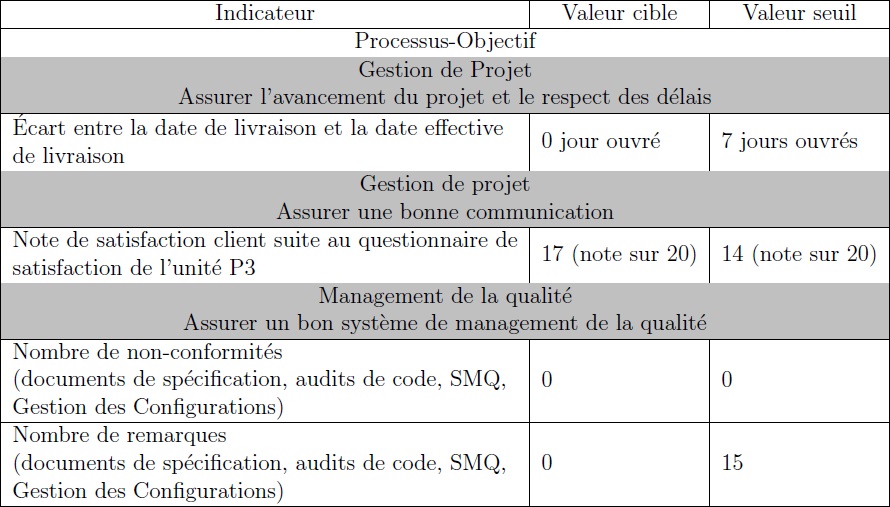 Indicateur Valeur cible Valeur seuil
Processus-Objectif
Gestion de Projet
Assurer l'avancement du projet et le respect des délais
Écart entre la date de livraison et la date effective
de livraison
0 jour ouvré 7 jours ouvrés
Gestion de projet
Assurer une bonne communication
Note de satisfaction client suite au questionnaire de
satisfaction de l'unité P3
17 (note sur 20) 14 (note sur 20)
Management de la qualité
Assurer un bon système de management de la qualité
Nombre de non-conformités
(documents de spécification, audits de code, SMQ,
Gestion des Configurations)
0 0
Nombre de remarques
(documents de spécification, audits de code, SMQ,
Gestion des Configurations)
0 15